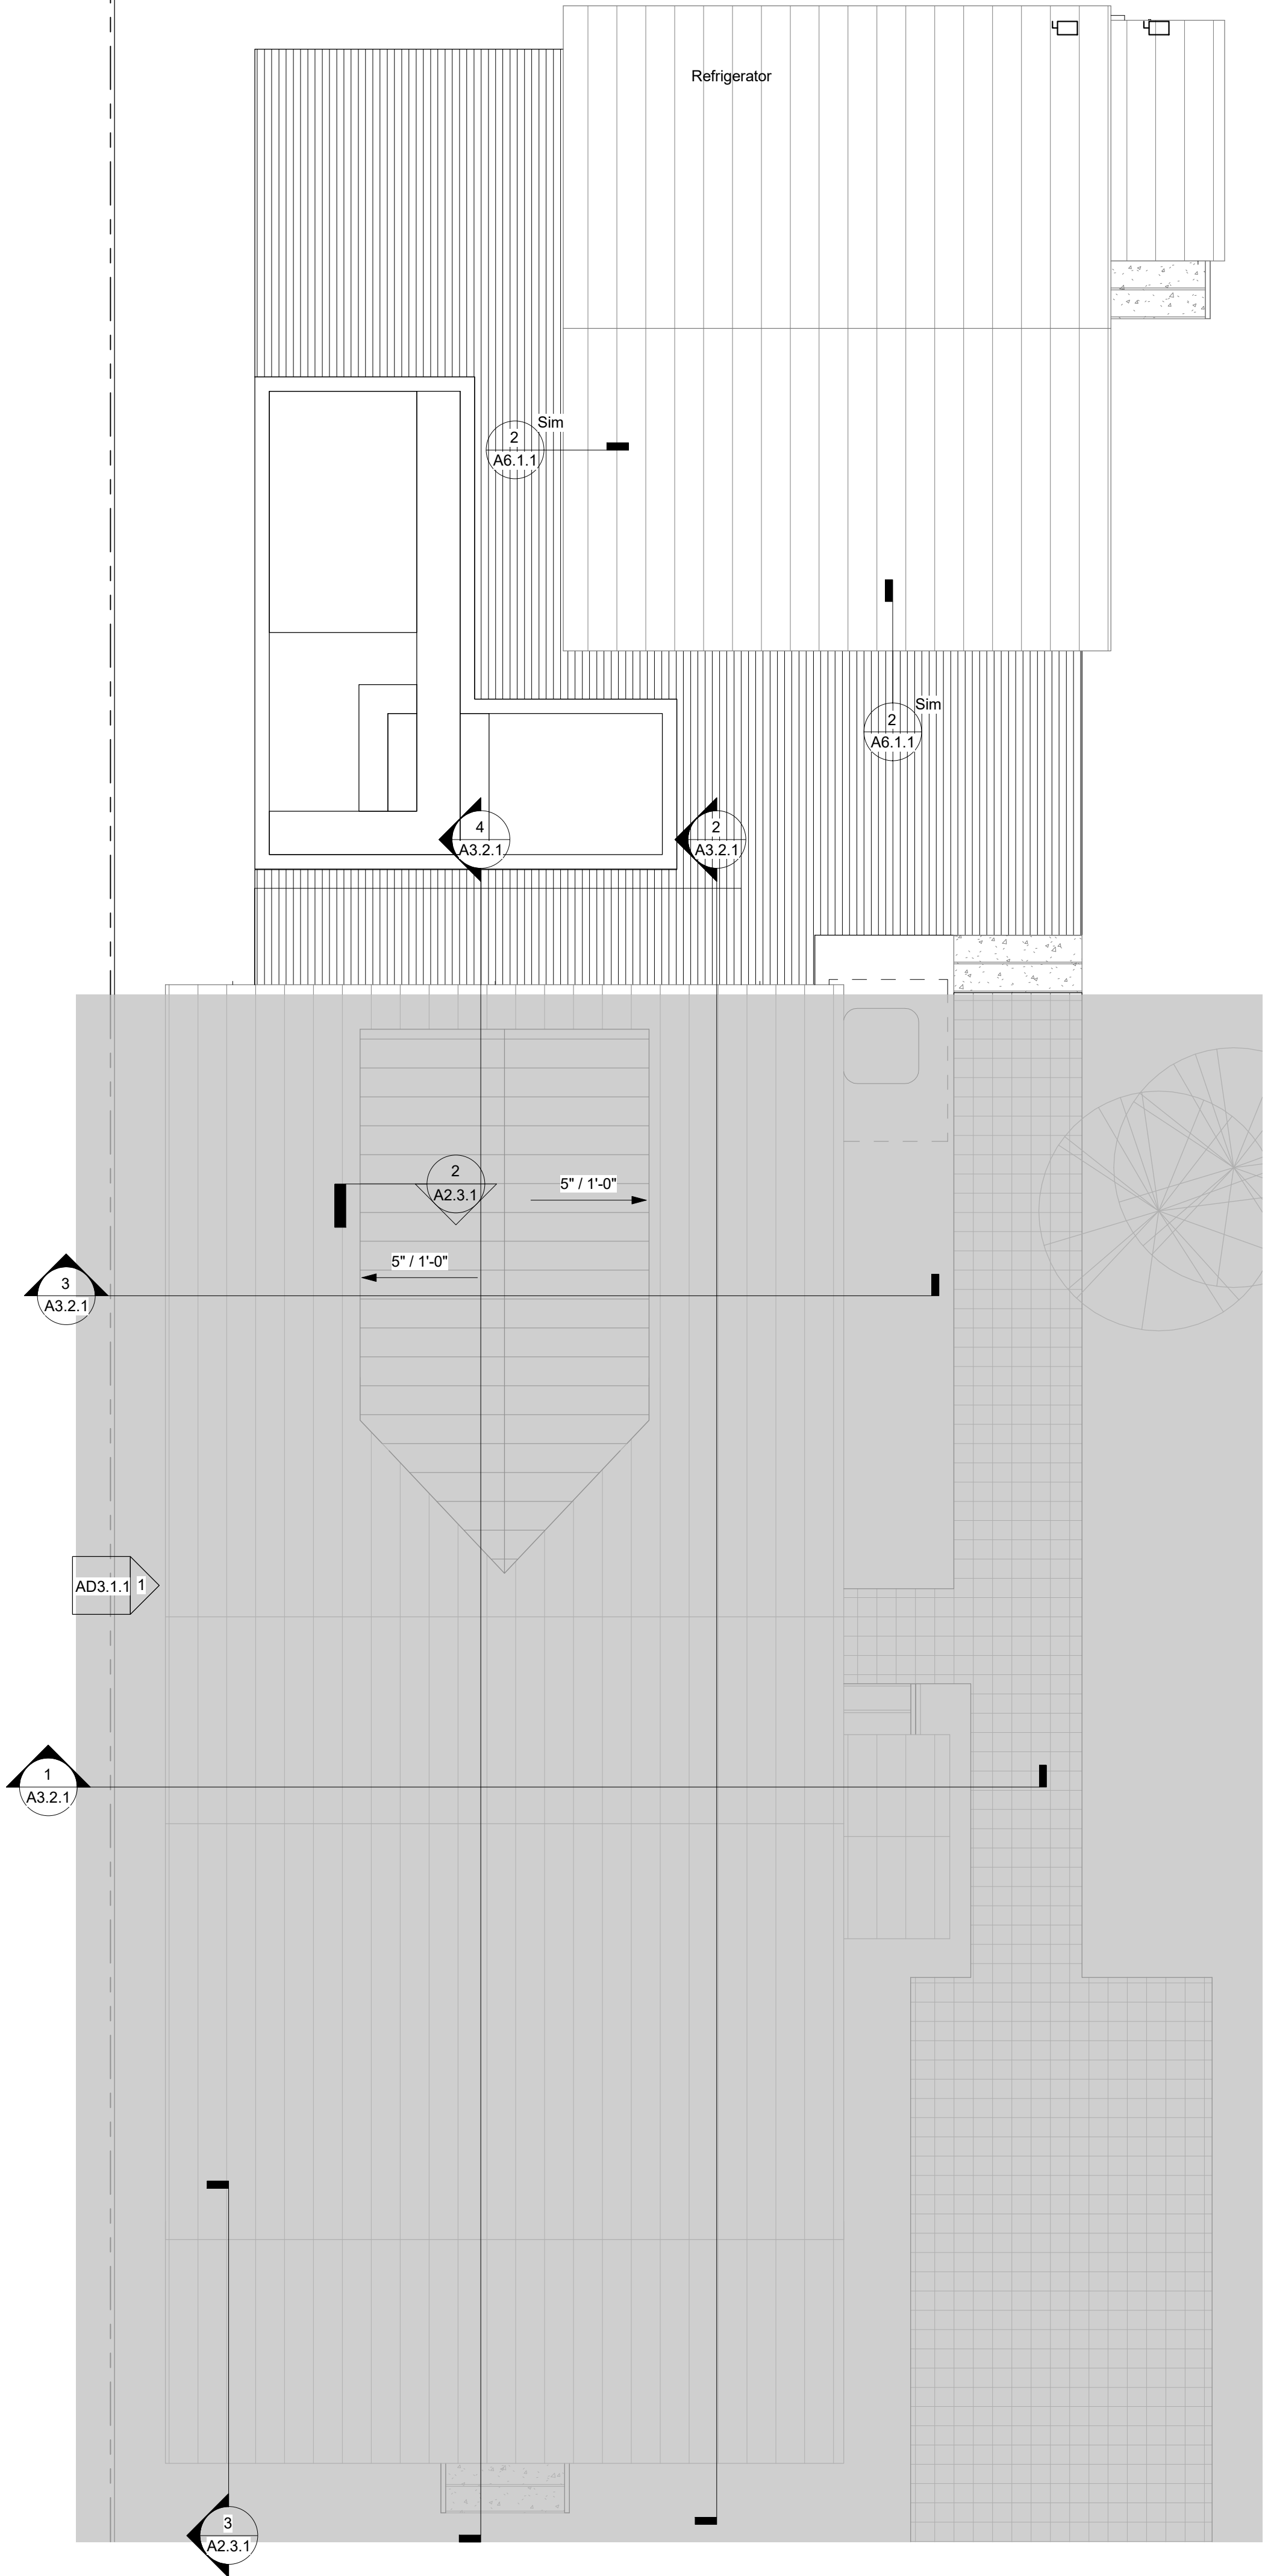 Refrigerator
Sim
2
A6.1.1
Sim
2
A6.1.1
4
A3.2.1
2
A3.2.1
2
A2.3.1
5" / 1'-0"
5" / 1'-0"
3
A3.2.1
AD3.1.1 1
1
A3.2.1
3
A2.3.1